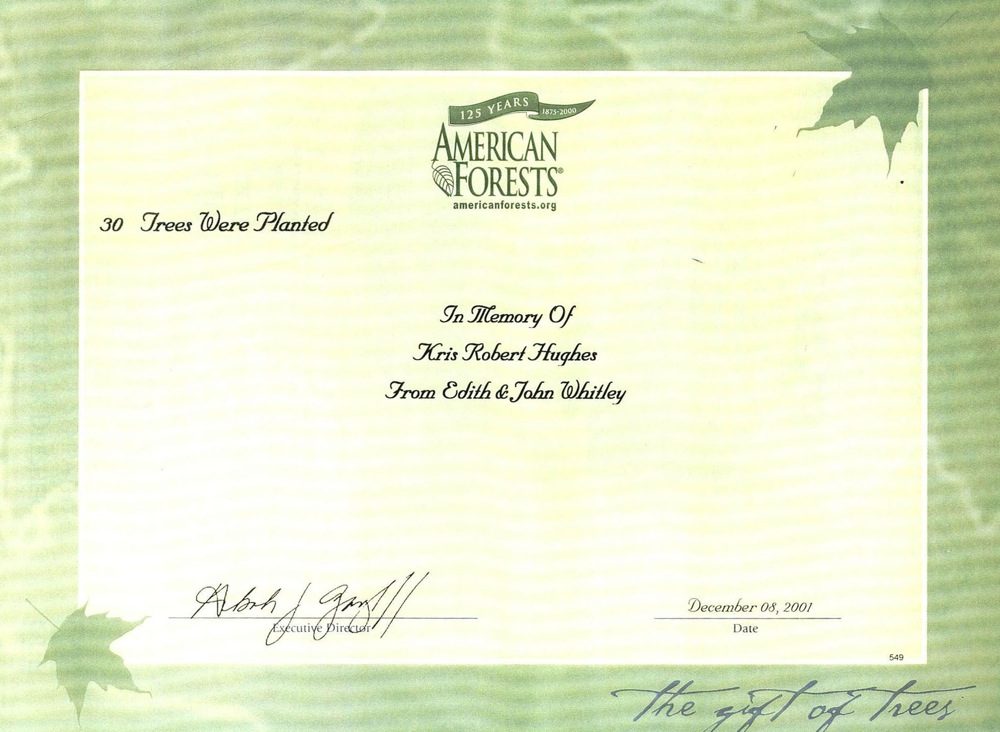 125 YEARS 1875-2000
AMERICAN
FORESTS®
americanforests.org
30 Trees Were Planted
In Memory Of
Kris Robert Hughes
From Edith & John Whitley
Executive Director
December 08, 2001
Date
549
the gift of trees